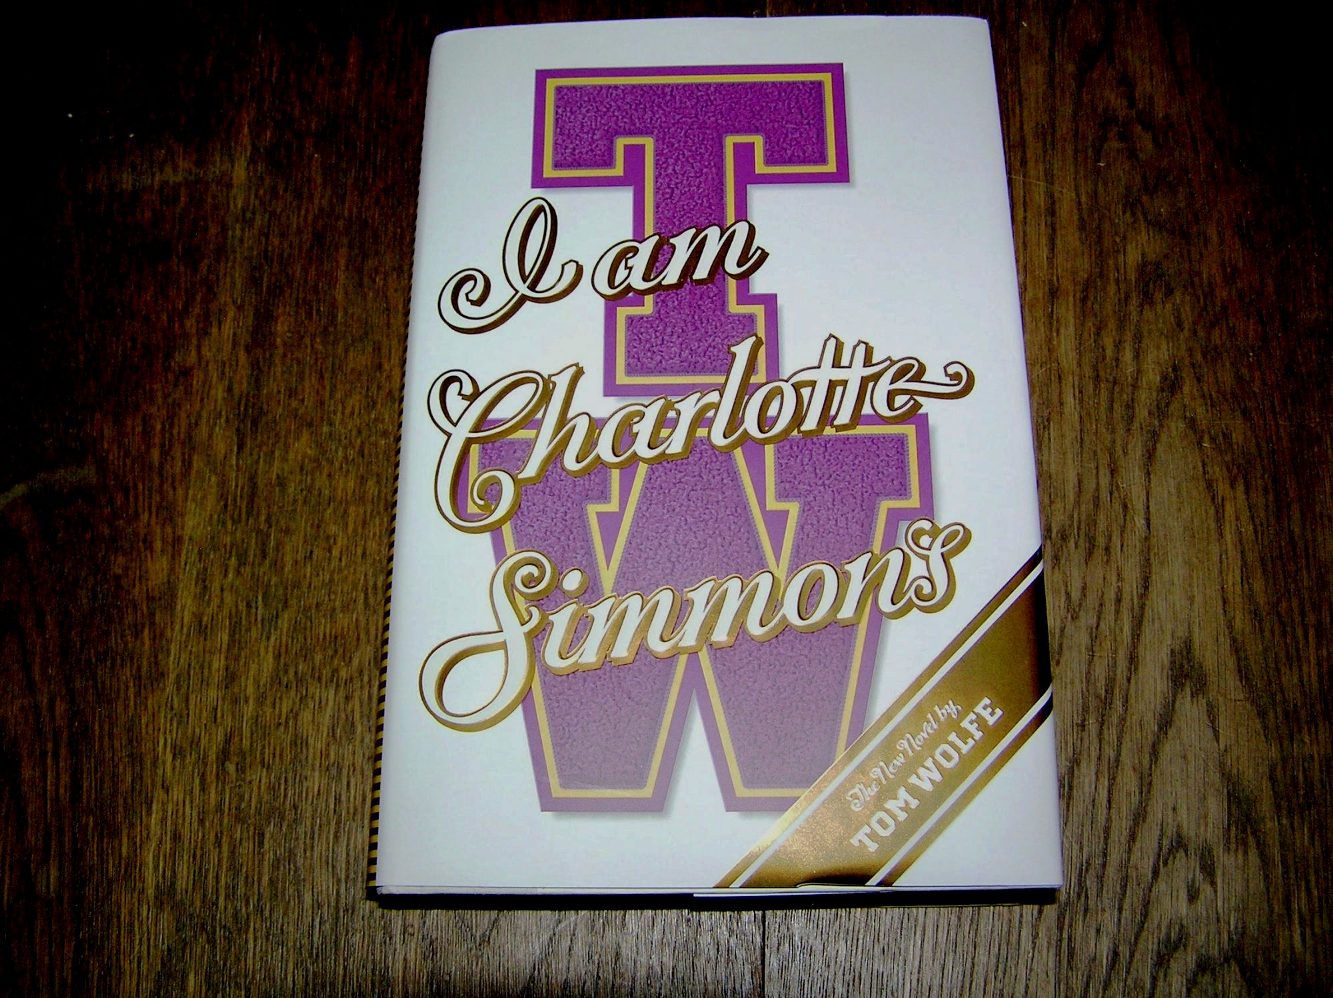 T
W
I am
Charlotte
Simmons
The New Novel by,
TOM WOLFE